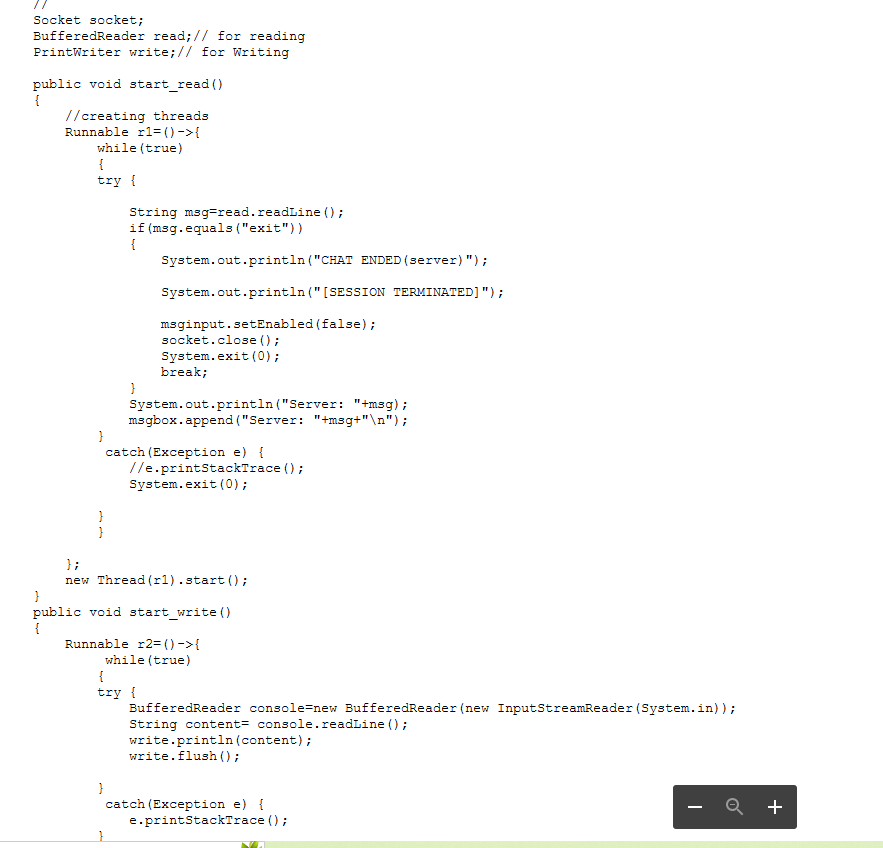 //
Socket socket;
BufferedReader read;// for reading
PrintWriter write;// for Writing
public void start_read()
{
//creating threads
Runnable r1=()->{
while(true)
{
try {
String msg=read.readLine();
if(msg.equals("exit"))
{
System.out.println("CHAT ENDED(server)");
System.out.println("[SESSION TERMINATED]");
msginput.setEnabled(false);
socket.close();
System.exit(0);
break;
}
System.out.println("Server: "+msg);
msgbox.append("Server: "+msg+"\n");
}
catch(Exception e) {
//e.printStackTrace();
System.exit(0);
}
}
};
new Thread(r1).start();
}
public void start_write()
{
Runnable r2=()->{
while(true)
{
try {
BufferedReader console=new BufferedReader(new InputStreamReader(System.in));
String content= console.readLine();
write.println(content);
write.flush();
}
catch(Exception e) {
e.printStackTrace();
}